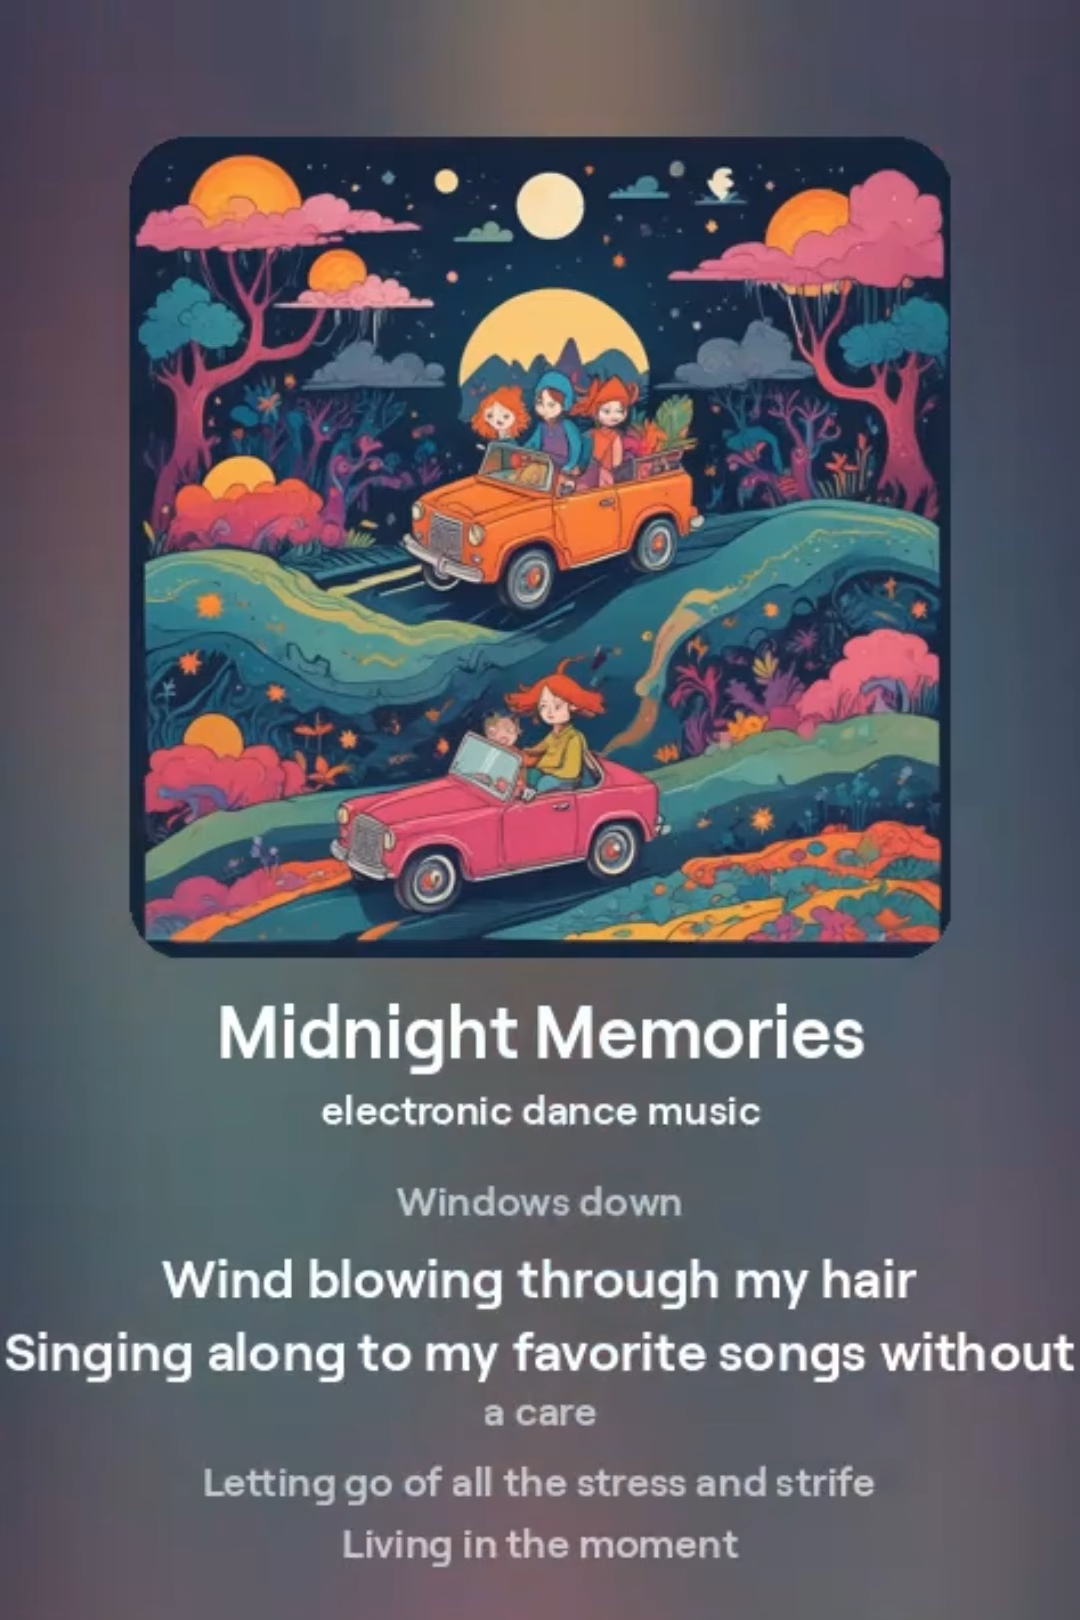 Midnight Memories
electronic dance music
Windows down
Wind blowing through my hair
Singing along to my favorite songs without
a care
Letting go of all the stress and strife
Living in the moment